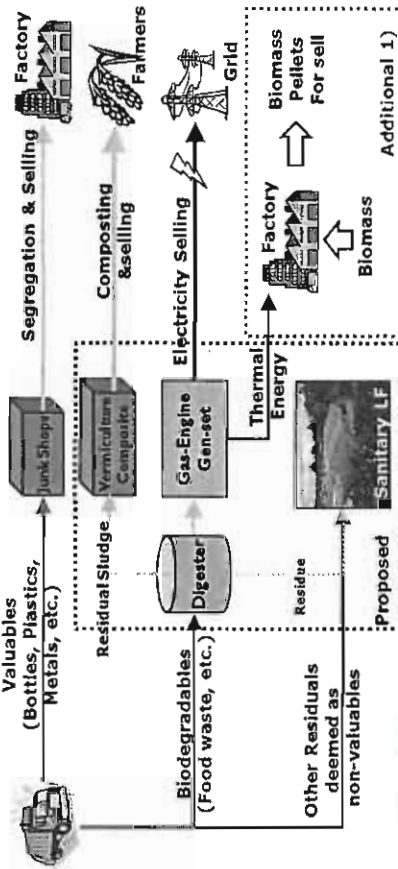 Valuables
(Bottles, Plastics,
Metals, etc.)
Junk Shops
Segregation & Selling
Factory
Residual Sludge
Vermiculture
Composite
Composting
&selling
Farmers
Biodegradables
(Food waste, etc.)
Digester
Gas-Engine
Gen-set
Electricity Selling
Grid
Thermal
Energy
Factory
Biomass
Pellets
For sell
Biomass
Additional 1)
Residue
Other Residuals
deemed as
non-valuables
Sanitary LF
Proposed